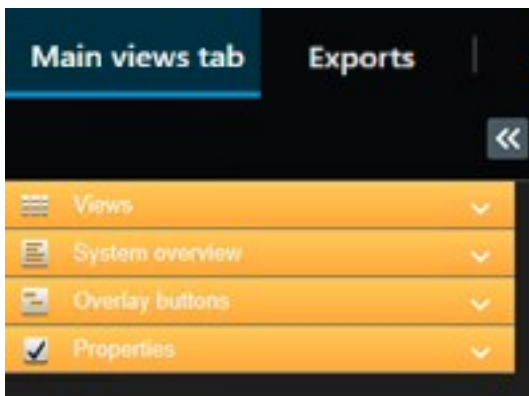 Main views tab Exports
Views
System overview
Overlay buttons
Properties